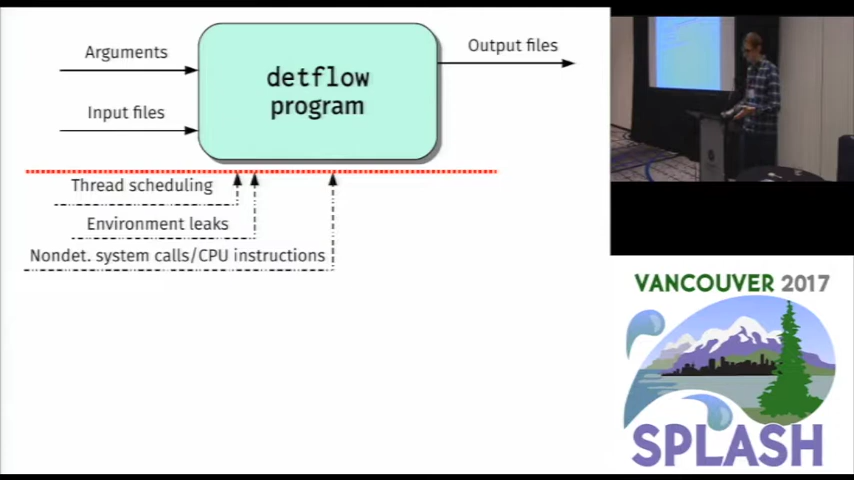 Arguments
Input files
detflow
program
Output files
Thread scheduling
Environment leaks
Nondet. system calls/CPU instructions
VANCOUVER 2017
SPLASH